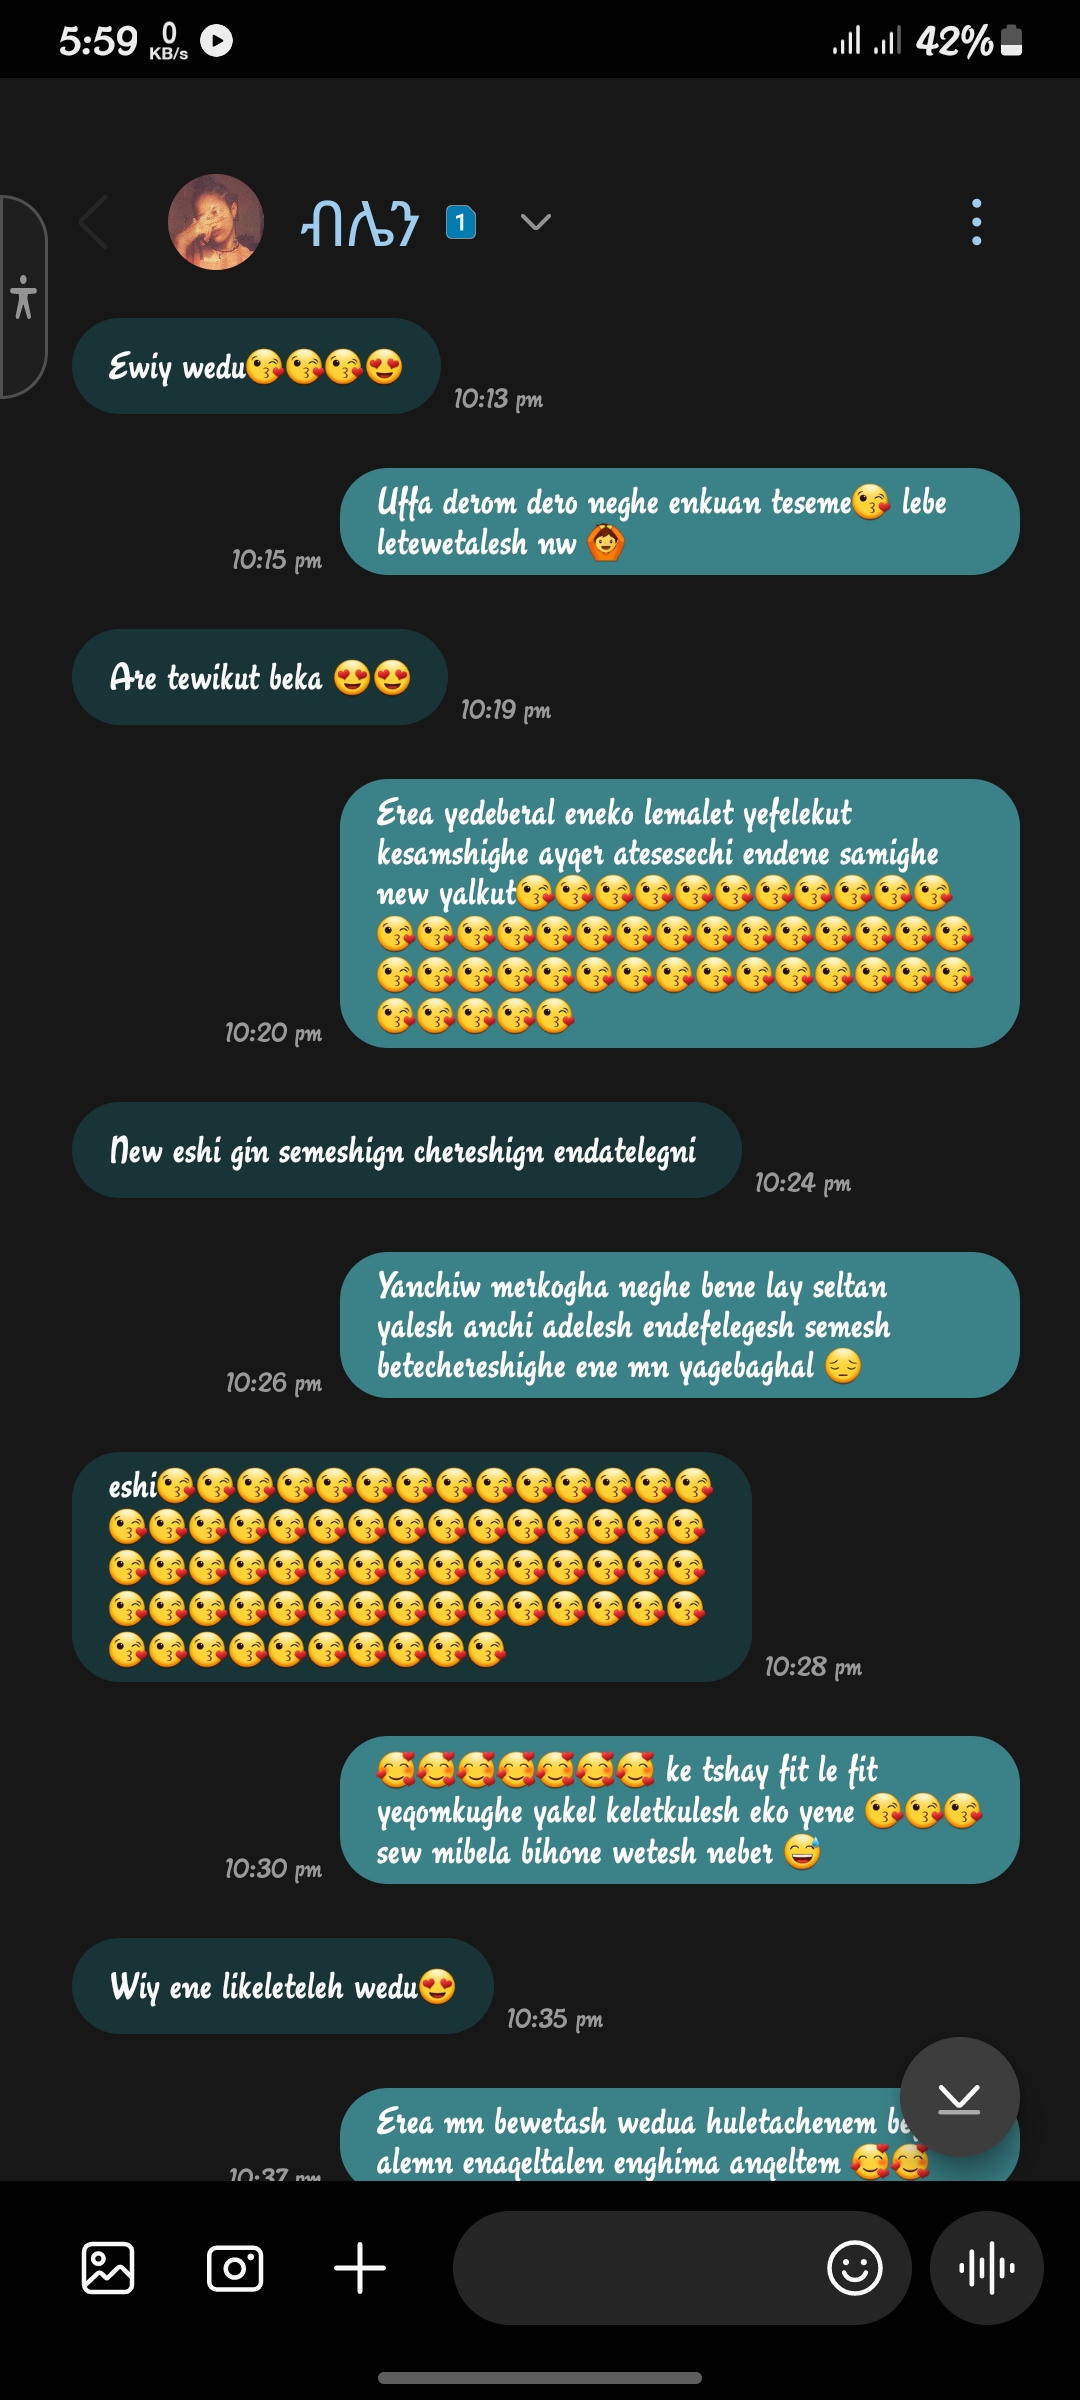 5:59 0 KB/s 42%
ብሌን 1
Ewiy wedu😘😘😘😍
10:13 pm
Uffa derom dero neghe enkuan teseme😘 lebe
letewetalesh nw 🙆
10:15 pm
Are tewikut beka 😍😍
10:19 pm
Erea yedeberal eneko lemalet yefelekut
kesamshighe ayqer atesesechi endene samighe
new yalkut😘😘😘😘😘😘😘😘😘😘😘
😘😘😘😘😘😘😘😘😘😘😘😘😘😘😘
😘😘😘😘😘😘😘😘😘😘😘😘😘😘😘
😘😘😘😘😘
10:20 pm
New eshi gin semeshign chereshign endatelegni
10:24 pm
Yanchiw merkogha neghe bene lay seltan
yalesh anchi adelesh endefelegesh semesh
betechereshighe ene mn yagebaghal 😔
10:26 pm
eshi😘😘😘😘😘😘😘😘😘😘😘😘😘😘
😘😘😘😘😘😘😘😘😘😘😘😘😘😘😘
😘😘😘😘😘😘😘😘😘😘😘😘😘😘😘
😘😘😘😘😘😘😘😘😘😘😘😘😘😘😘
😘😘😘😘😘😘😘😘😘😘
10:28 pm
🥰🥰🥰🥰🥰🥰🥰 ke tshay fit le fit
yeqomkughe yakel keletkulesh eko yene 😘😘😘
sew mibela bihone wetesh neber 😅
10:30 pm
Wiy ene likeleteleh wedu😍
10:35 pm
Erea mn bewetash wedua huletachenem
alemn enaqeltalen enghima anqeltem 🥰🥰
10:37 pm